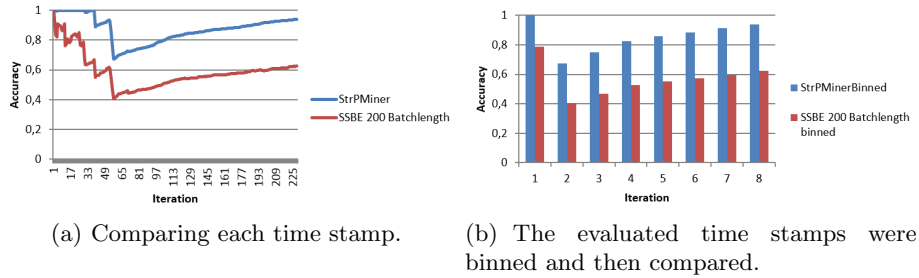 1
0,8
0,6
0,4
0,2
0
Accuracy
1 17 33 49 65 81 97 113 129 145 161 177 193 209 225
Iteration
StrPMiner
SSBE 200 Batchlength
1
0,8
0,6
0,4
0,2
0
Accuracy
1 2 3 4 5 6 7 8
Iteration
StrPMinerBinned
SSBE 200 Batchlength
binned
(a) Comparing each time stamp.
(b) The evaluated time stamps were
binned and then compared.